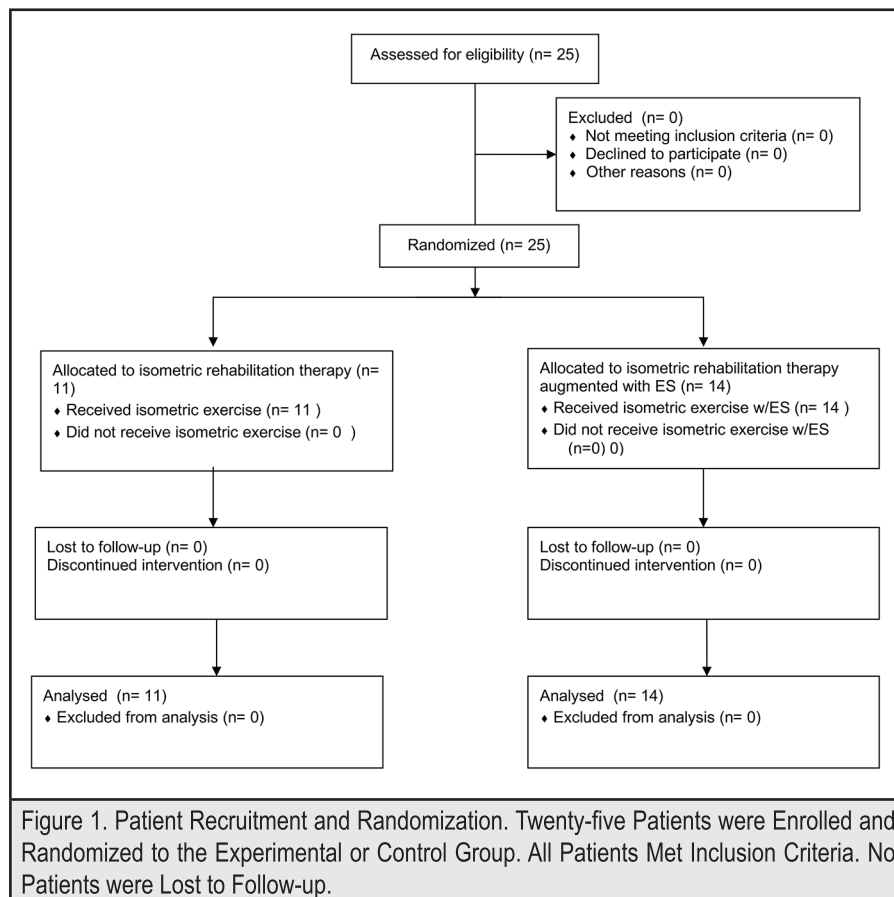 Assessed for eligibility (n= 25)
Excluded (n= 0)
♦ Not meeting inclusion criteria (n= 0)
♦ Declined to participate (n= 0)
♦ Other reasons (n= 0)
Randomized (n= 25)
Allocated to isometric rehabilitation therapy (n=
11)
♦ Received isometric exercise (n= 11 )
♦ Did not receive isometric exercise (n= 0 )
Allocated to isometric rehabilitation therapy
augmented with ES (n= 14)
♦ Received isometric exercise w/ES (n= 14 )
♦ Did not receive isometric exercise w/ES
(n=0) 0)
Lost to follow-up (n= 0)
Discontinued intervention (n= 0)
Lost to follow-up (n= 0)
Discontinued intervention (n= 0)
Analysed (n= 11)
♦ Excluded from analysis (n= 0)
Analysed (n= 14)
♦ Excluded from analysis (n= 0)
Figure 1. Patient Recruitment and Randomization. Twenty-five Patients were Enrolled and
Randomized to the Experimental or Control Group. All Patients Met Inclusion Criteria. No
Patients were Lost to Follow-up.